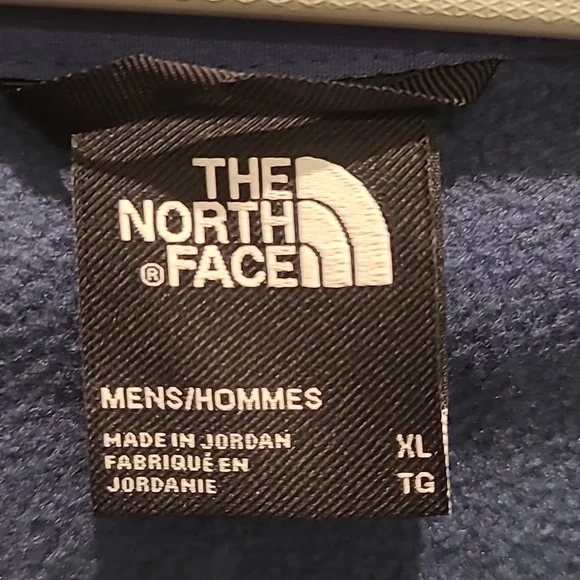 THE
NORTH
® FACE
MENS/HOMMES
MADE IN JORDAN
FABRIQUÉ EN
JORDANIE
XL
TG